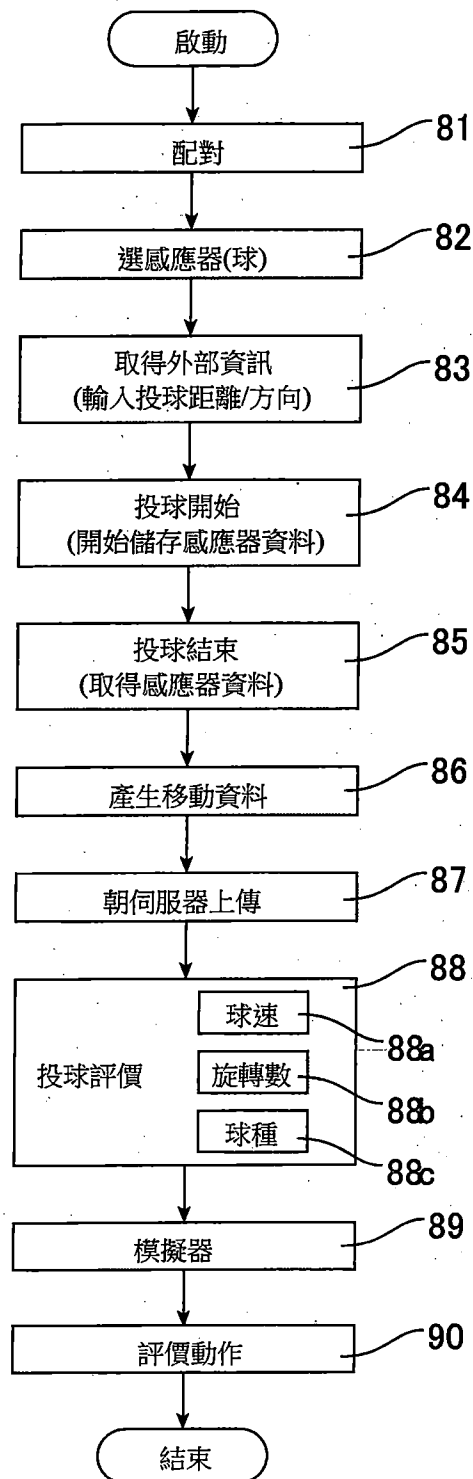 啟動
81
配對
82
選感應器(球)
83
取得外部資訊
(輸入投球距離/方向)
84
投球開始
(開始儲存感應器資料)
85
投球結束
(取得感應器資料)
86
產生移動資料
87
朝伺服器上傳
88
投球評價
球速
88a
旋轉數
88b
球種
88c
89
模擬器
90
評價動作
結束